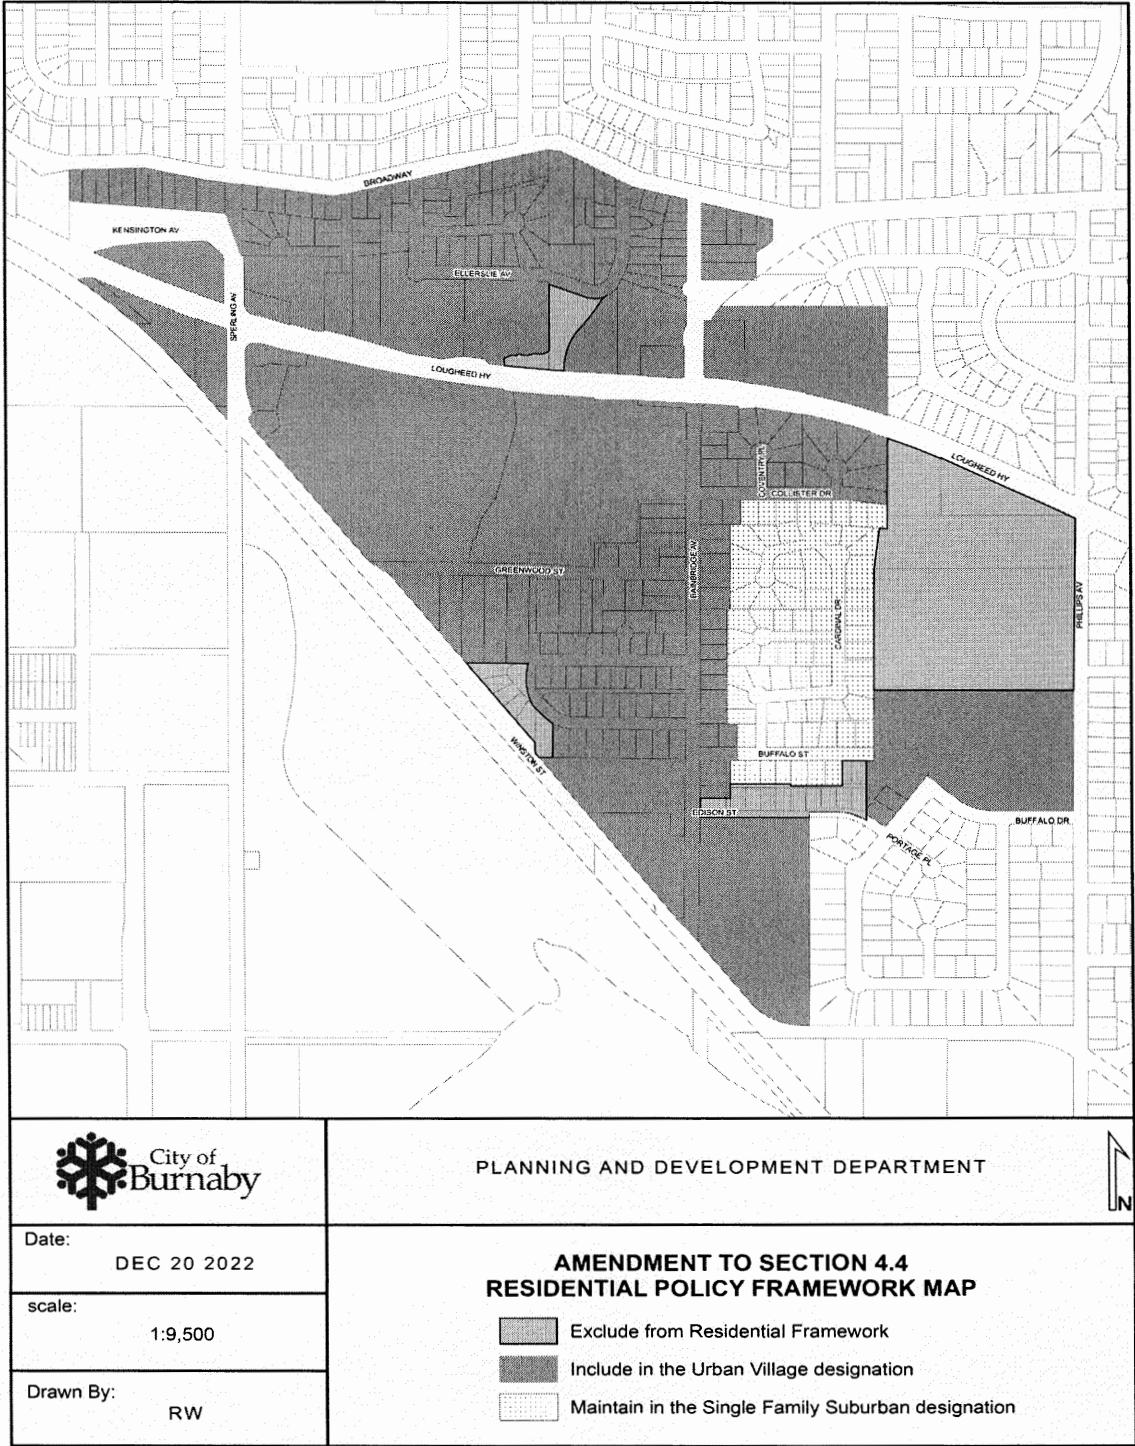 BROADWAY
KENSINGTON AV
ELLERSLIE AV
SPERLING AV
LOUGHEED HY
LOUGHEED HY
COVENTRY PL
COLLISTER DR
BAINBRIDGE AV
GREENWOOD ST
CARDINAL DR
PHILLIPS AV
WINSTON ST
BUFFALO ST
EDISON ST
BUFFALO DR
PORTAGE PL
City of
Burnaby
PLANNING AND DEVELOPMENT DEPARTMENT
N
Date:
DEC 20 2022
scale:
1:9,500
Drawn By:
RW
AMENDMENT TO SECTION 4.4
RESIDENTIAL POLICY FRAMEWORK MAP
Exclude from Residential Framework
Include in the Urban Village designation
Maintain in the Single Family Suburban designation